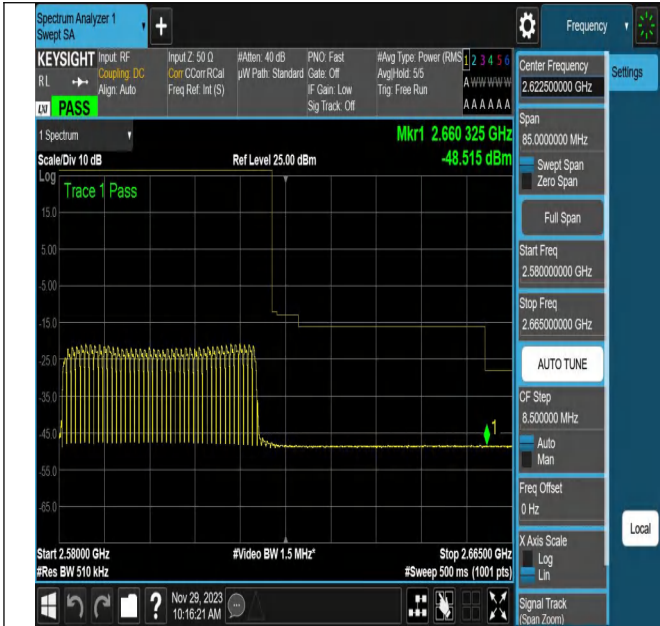 Spectrum Analyzer 1
Swept SA
Frequency
KEYSIGHT
RL
LNI PASS
Input: RF
Coupling: DC
Align: Auto
Input Z: 50 Ω
Corr CCorr RCal
Freq Ref: Int (S)
#Atten: 40 dB
µW Path: Standard
PNO: Fast
Gate: Off
IF Gain: Low
Sig Track: Off
#Avg Type: Power (RMS
Avg|Hold: 5/5
Trig: Free Run
1 2 3 4 5 6
A W W W W W
A A A A A A
1 Spectrum
Scale/Div 10 dB
Ref Level 25.00 dBm
Mkr1 2.660 325 GHz
-48.515 dBm
Log
Trace 1 Pass
15.0
5.00
-5.00
-15.0
-25.0
-35.0
-45.0
-55.0
-65.0
1
Start 2.58000 GHz
#Res BW 510 kHz
#Video BW 1.5 MHz*
Stop 2.66500 GHz
#Sweep 500 ms (1001 pts)
?
Nov 29, 2023
10:16:21 AM
Center Frequency
2.622500000 GHz
Settings
Span
85.0000000 MHz
Swept Span
Zero Span
Full Span
Start Freq
2.580000000 GHz
Stop Freq
2.665000000 GHz
AUTO TUNE
CF Step
8.500000 MHz
Auto
Man
Freq Offset
0 Hz
Local
X Axis Scale
Log
Lin
Signal Track
(Span Zoom)